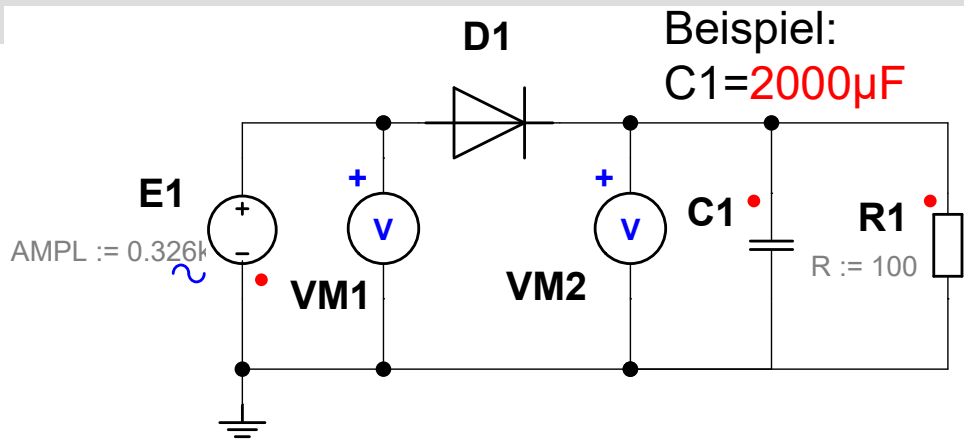 Beispiel:
C1=2000µF
D1
E1
+
AMPL := 0.326k
+
V
VM1
+
V
VM2
C1
R1
R := 100